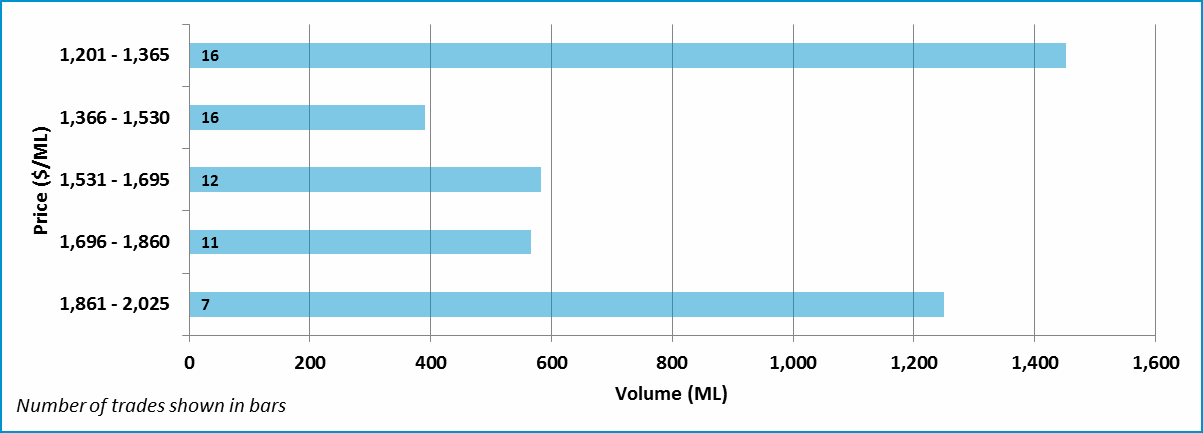 1,201 - 1,365
16
1,366 - 1,530
16
1,531 - 1,695
12
1,696 - 1,860
11
1,861 - 2,025
7
Price ($/ML)
0 200 400 600 800 1,000 1,200 1,400 1,600
Volume (ML)
Number of trades shown in bars